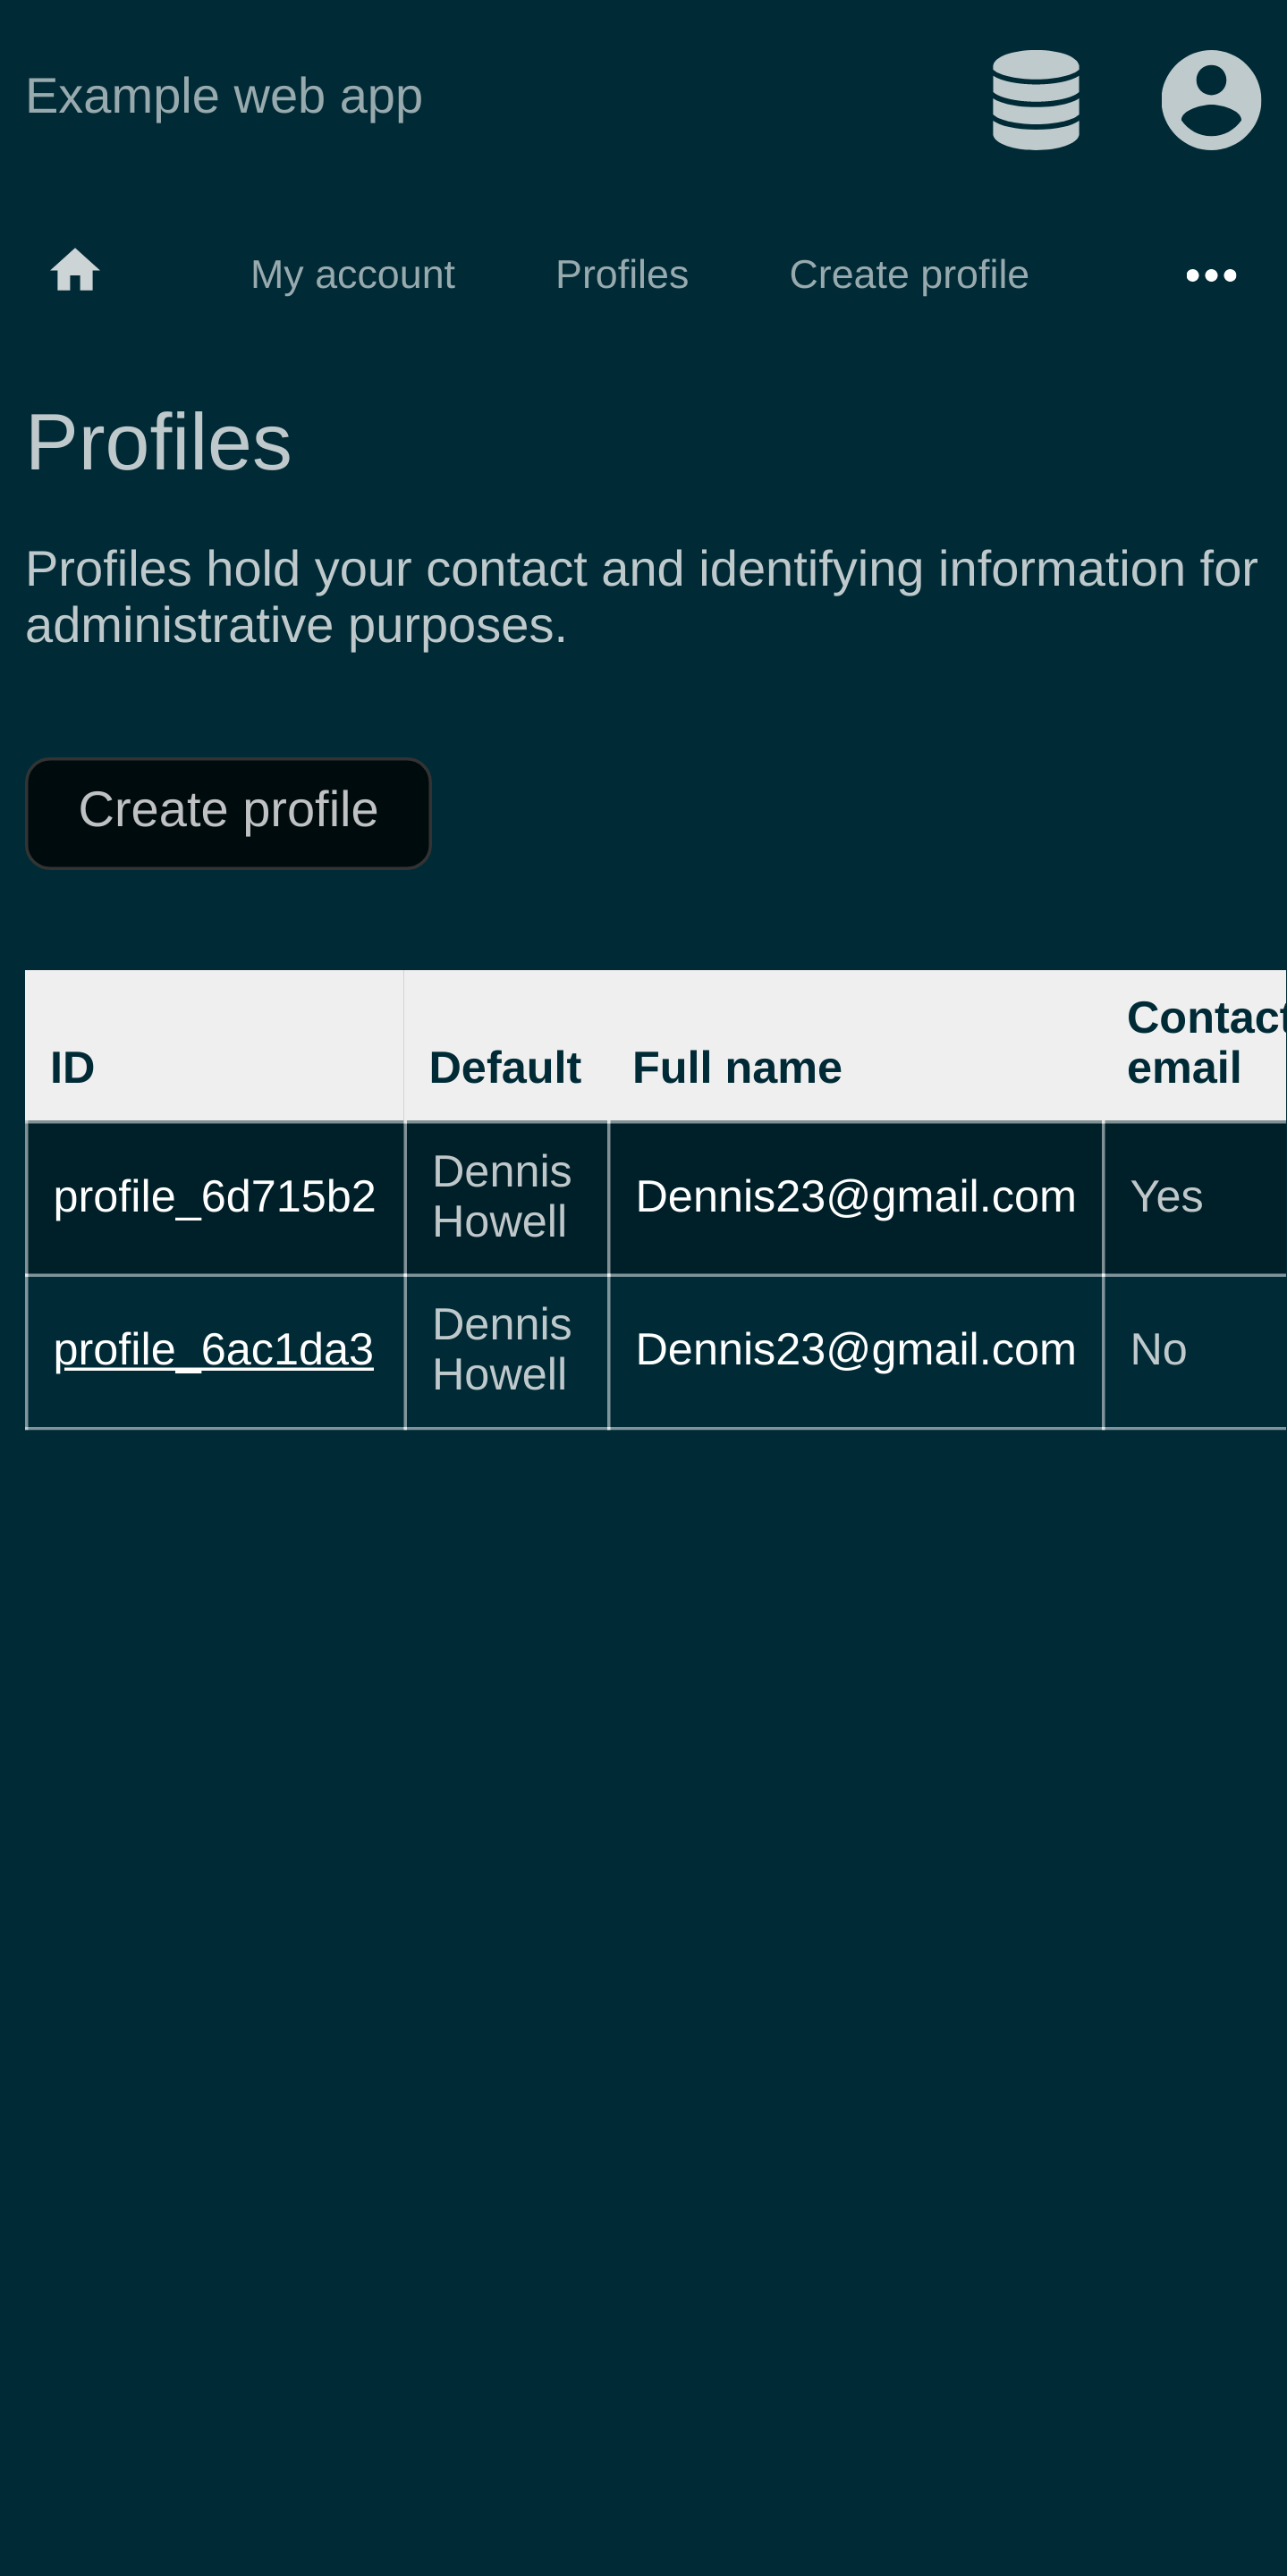 Example web app
My account Profiles Create profile
Profiles
Profiles hold your contact and identifying information for
administrative purposes.
Create profile
ID Default Full name Contact
email
profile_6d715b2 Dennis
Howell Dennis23@gmail.com Yes
profile_6ac1da3 Dennis
Howell Dennis23@gmail.com No